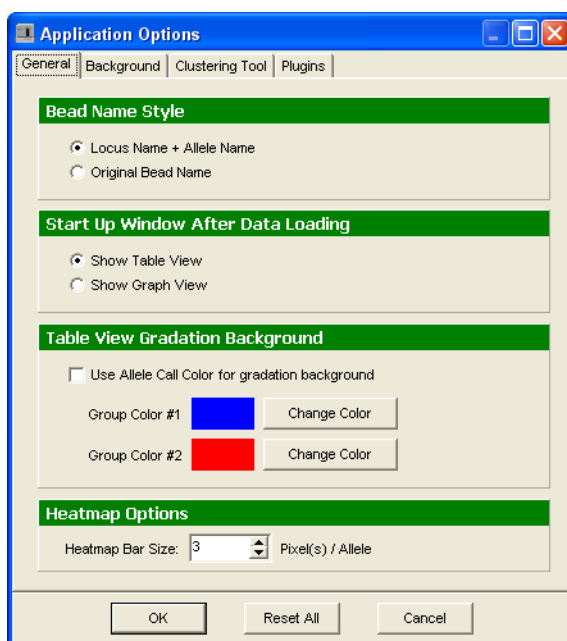 Application Options
General Background Clustering Tool Plugins
Bead Name Style
Locus Name + Allele Name
Original Bead Name
Start Up Window After Data Loading
Show Table View
Show Graph View
Table View Gradation Background
Use Allele Call Color for gradation background
Group Color #1 Change Color
Group Color #2 Change Color
Heatmap Options
Heatmap Bar Size: 3 Pixel(s) / Allele
OK Reset All Cancel